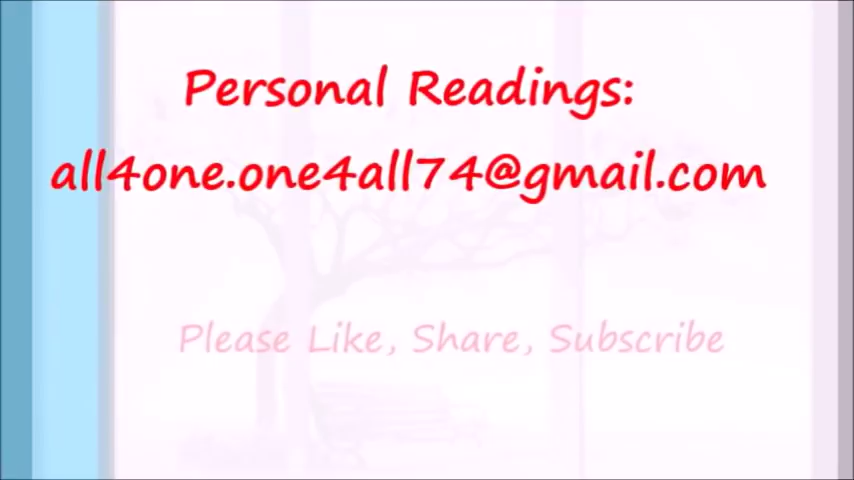 Personal Readings:
all4one.one4all74@gmail.com
Please Like, Share, Subscribe